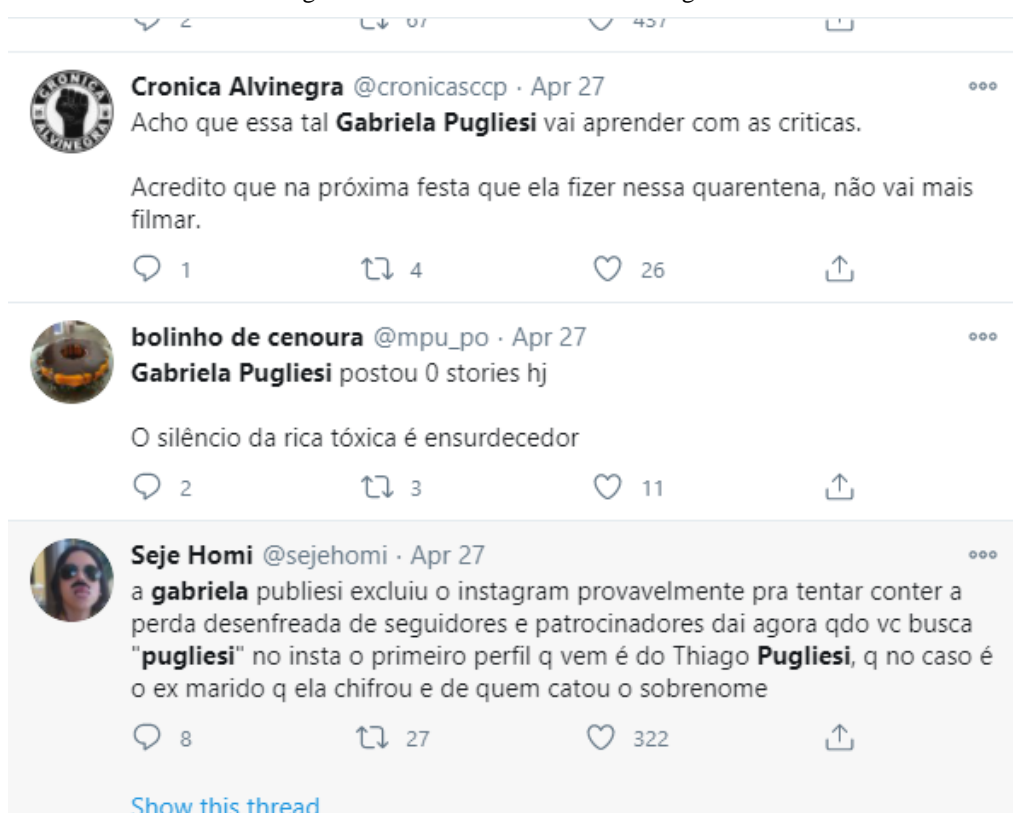 2 67 457
Cronica Alvinegra @cronicasccp · Apr 27
Acho que essa tal Gabriela Pugliesi vai aprender com as criticas.
Acredito que na próxima festa que ela fizer nessa quarentena, não vai mais
filmar.
1 4 26
bolinho de cenoura @mpu_po · Apr 27
Gabriela Pugliesi postou 0 stories hj
O silêncio da rica tóxica é ensurdecedor
2 3 11
Seje Homi @sejehomi · Apr 27
a gabriela publiesi excluiu o instagram provavelmente pra tentar conter a
perda desenfreada de seguidores e patrocinadores dai agora qdo vc busca
"pugliesi" no insta o primeiro perfil q vem é do Thiago Pugliesi, q no caso é
o ex marido q ela chifrou e de quem catou o sobrenome
8 27 322
Show this thread
CRONICA
ALVINEGRA